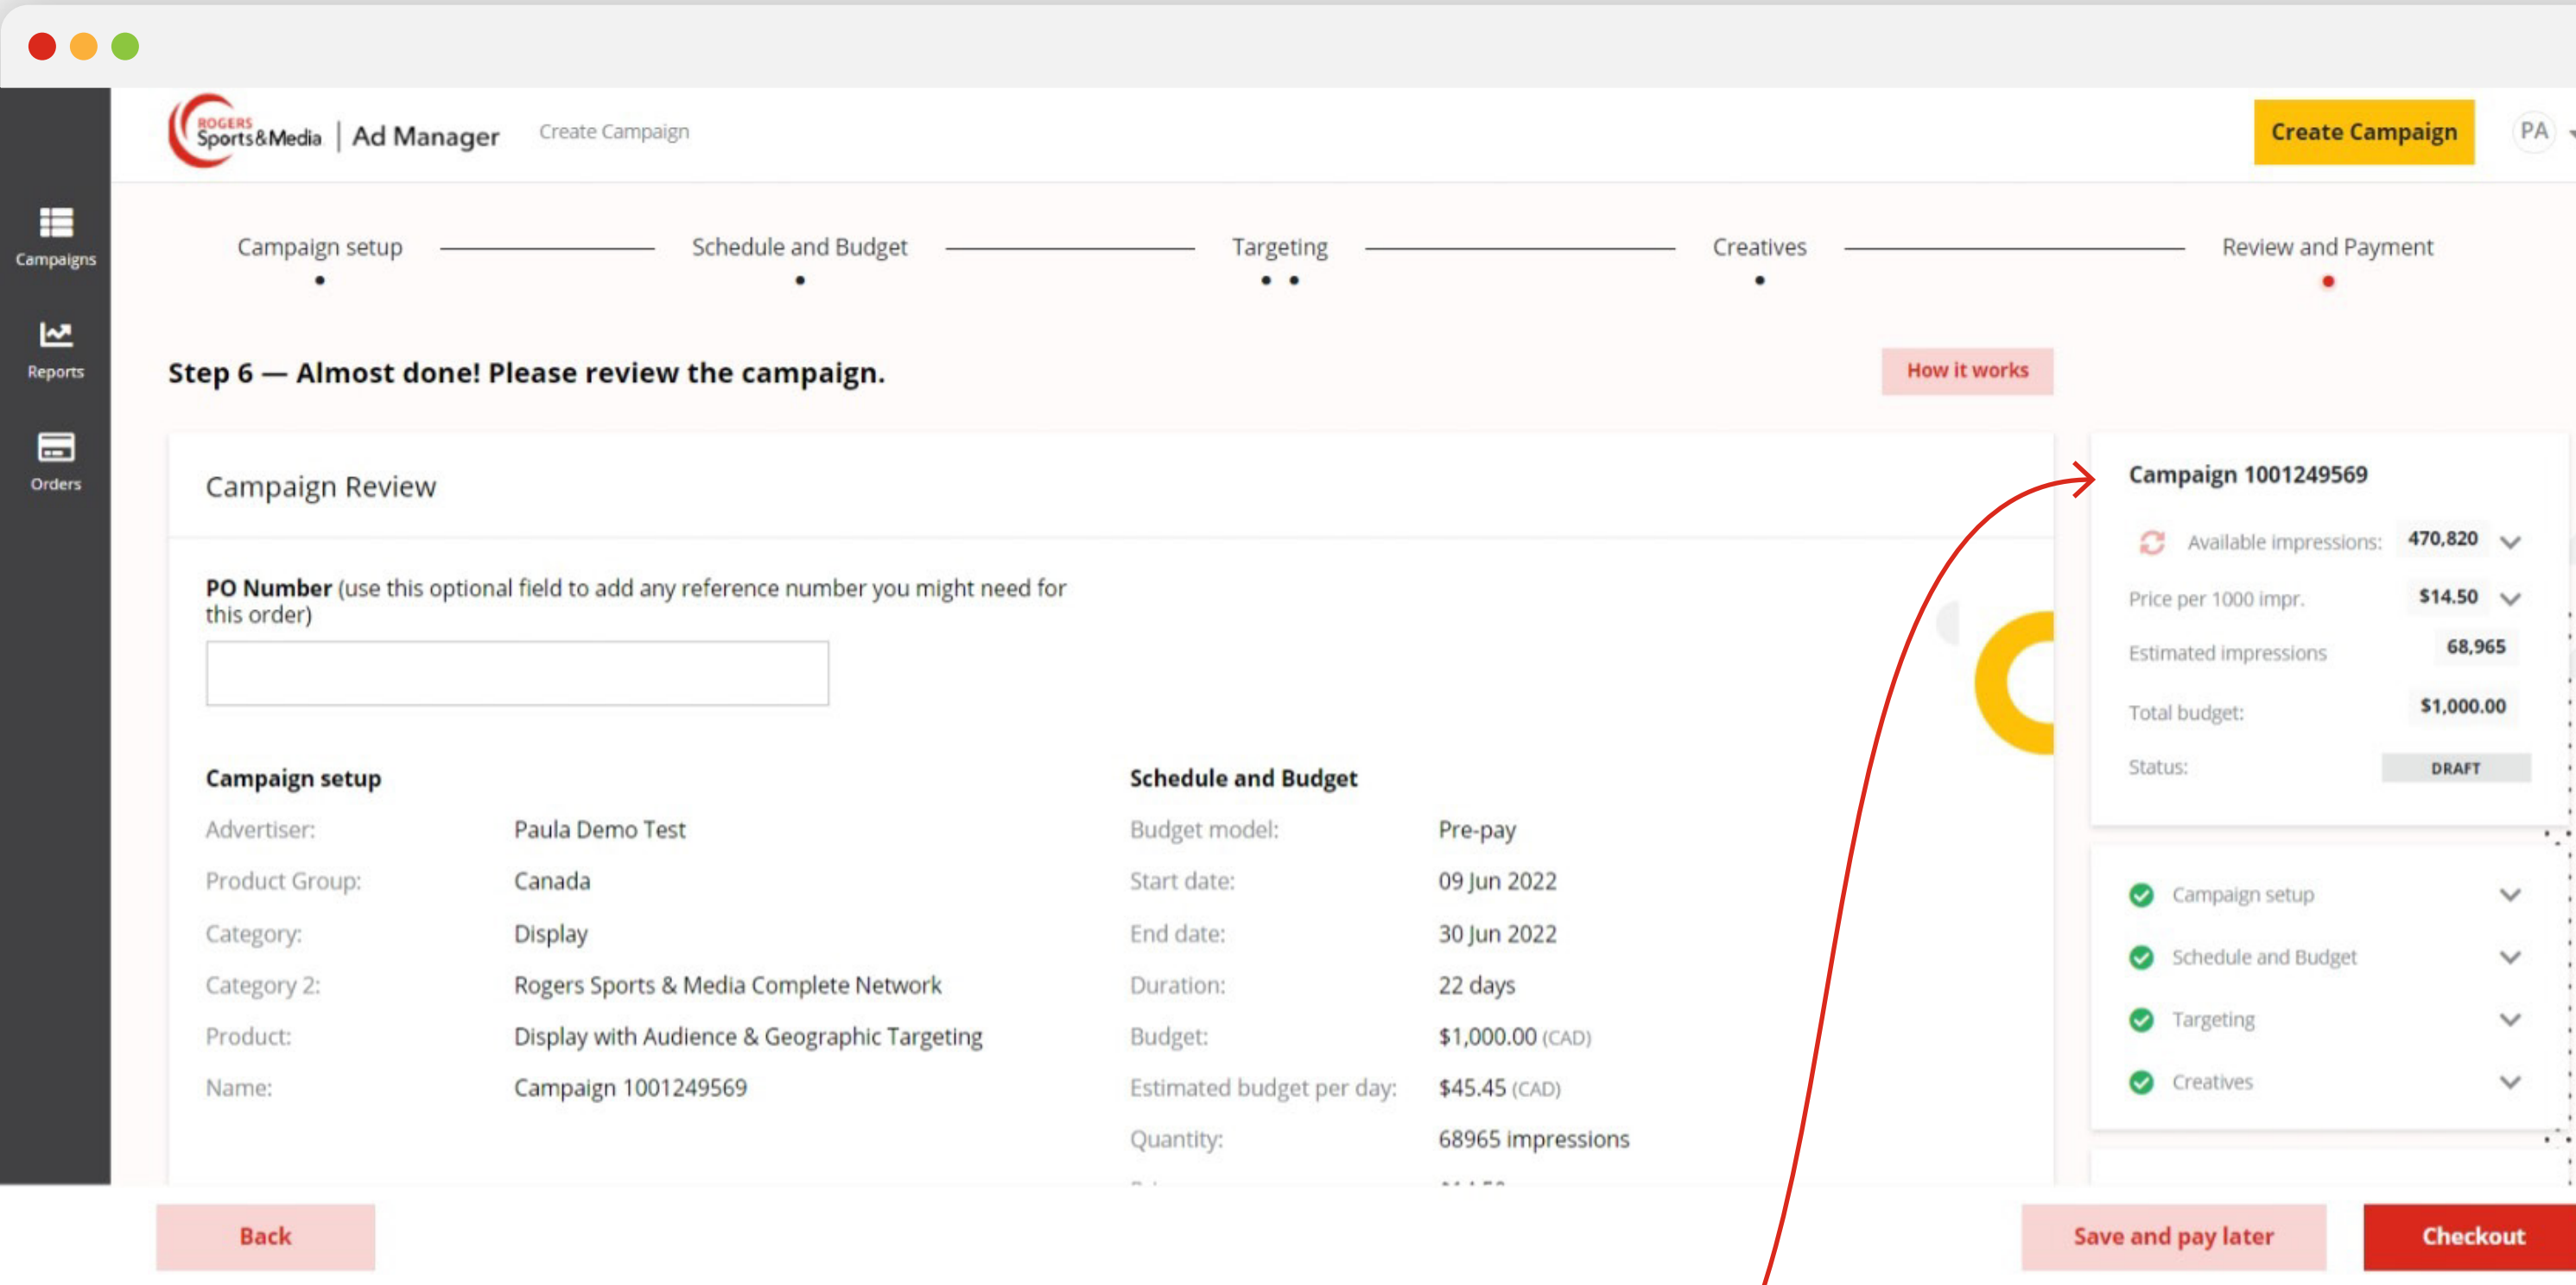 ROGERS
Sports & Media | Ad Manager
Create Campaign
Create Campaign
PA
Campaigns
Reports
Orders
Campaign setup
Schedule and Budget
Targeting
Creatives
Review and Payment
Step 6 — Almost done! Please review the campaign.
How it works
Campaign Review
PO Number (use this optional field to add any reference number you might need for
this order)
Campaign setup
Advertiser: Paula Demo Test
Product Group: Canada
Category: Display
Category 2: Rogers Sports & Media Complete Network
Product: Display with Audience & Geographic Targeting
Name: Campaign 1001249569
Schedule and Budget
Budget model: Pre-pay
Start date: 09 Jun 2022
End date: 30 Jun 2022
Duration: 22 days
Budget: $1,000.00 (CAD)
Estimated budget per day: $45.45 (CAD)
Quantity: 68965 impressions
Campaign 1001249569
Available impressions: 470,820
Price per 1000 impr. $14.50
Estimated impressions 68,965
Total budget: $1,000.00
Status: DRAFT
Campaign setup
Schedule and Budget
Targeting
Creatives
Back
Save and pay later
Checkout